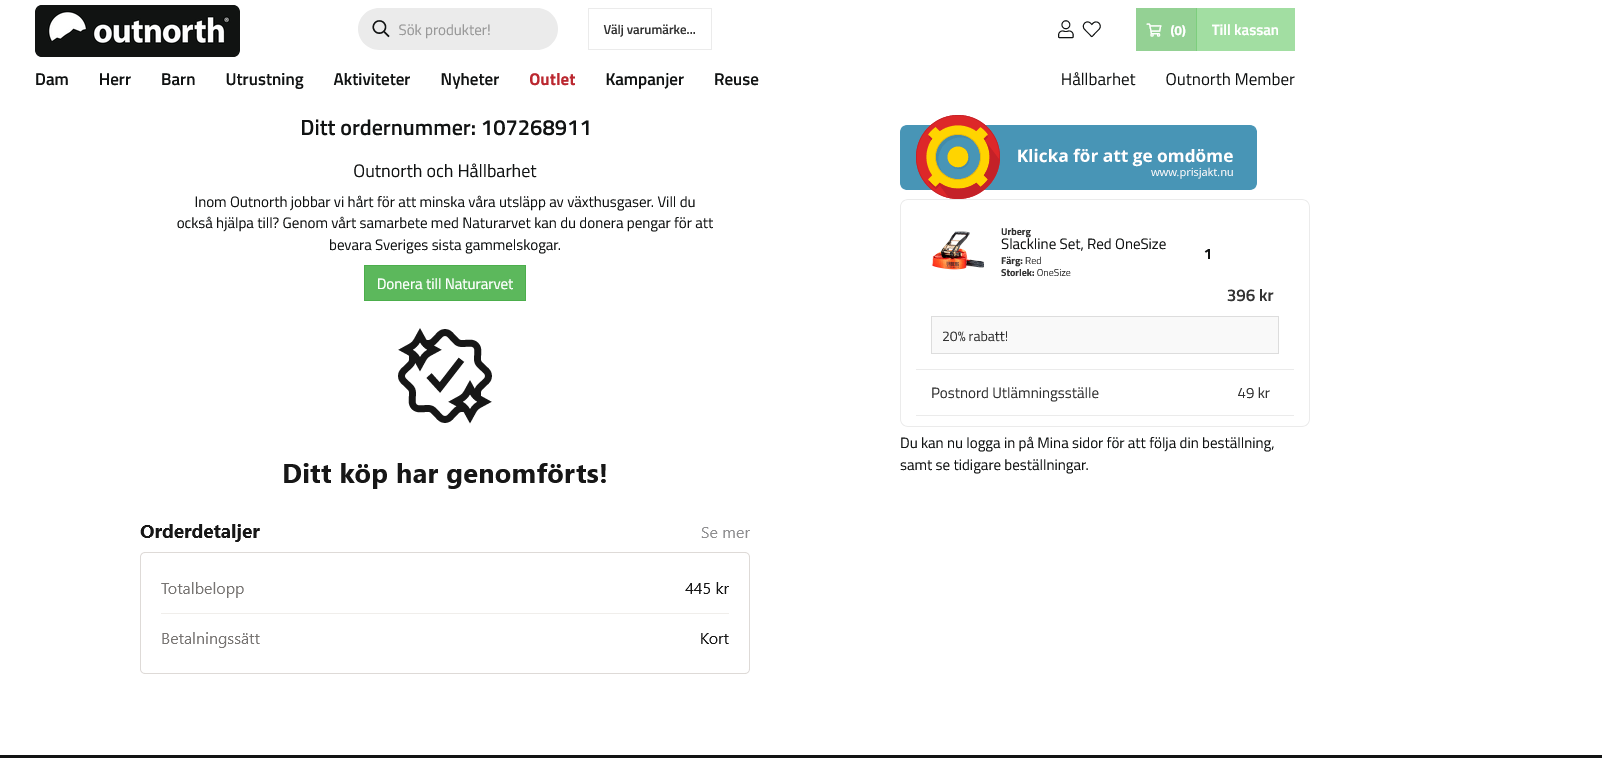 outnorth®
Sök produkter!
Välj varumärke...
(0)
Till kassan
Dam
Herr
Barn
Utrustning
Aktiviteter
Nyheter
Outlet
Kampanjer
Reuse
Hållbarhet
Outnorth Member
Ditt ordernummer: 107268911
Outnorth och Hållbarhet
Inom Outnorth jobbar vi hårt för att minska våra utsläpp av växthusgaser. Vill du
också hjälpa till? Genom vårt samarbete med Naturarvet kan du donera pengar för att
bevara Sveriges sista gammelskogar.
Donera till Naturarvet
Ditt köp har genomförts!
Orderdetaljer
Se mer
Totalbelopp
445 kr
Betalningssätt
Kort
Klicka för att ge omdöme
www.prisjakt.nu
Urberg
Slackline Set, Red OneSize
Färg: Red
Storlek: OneSize
1
396 kr
20% rabatt!
Postnord Utlämningsställe
49 kr
Du kan nu logga in på Mina sidor för att följa din beställning,
samt se tidigare beställningar.